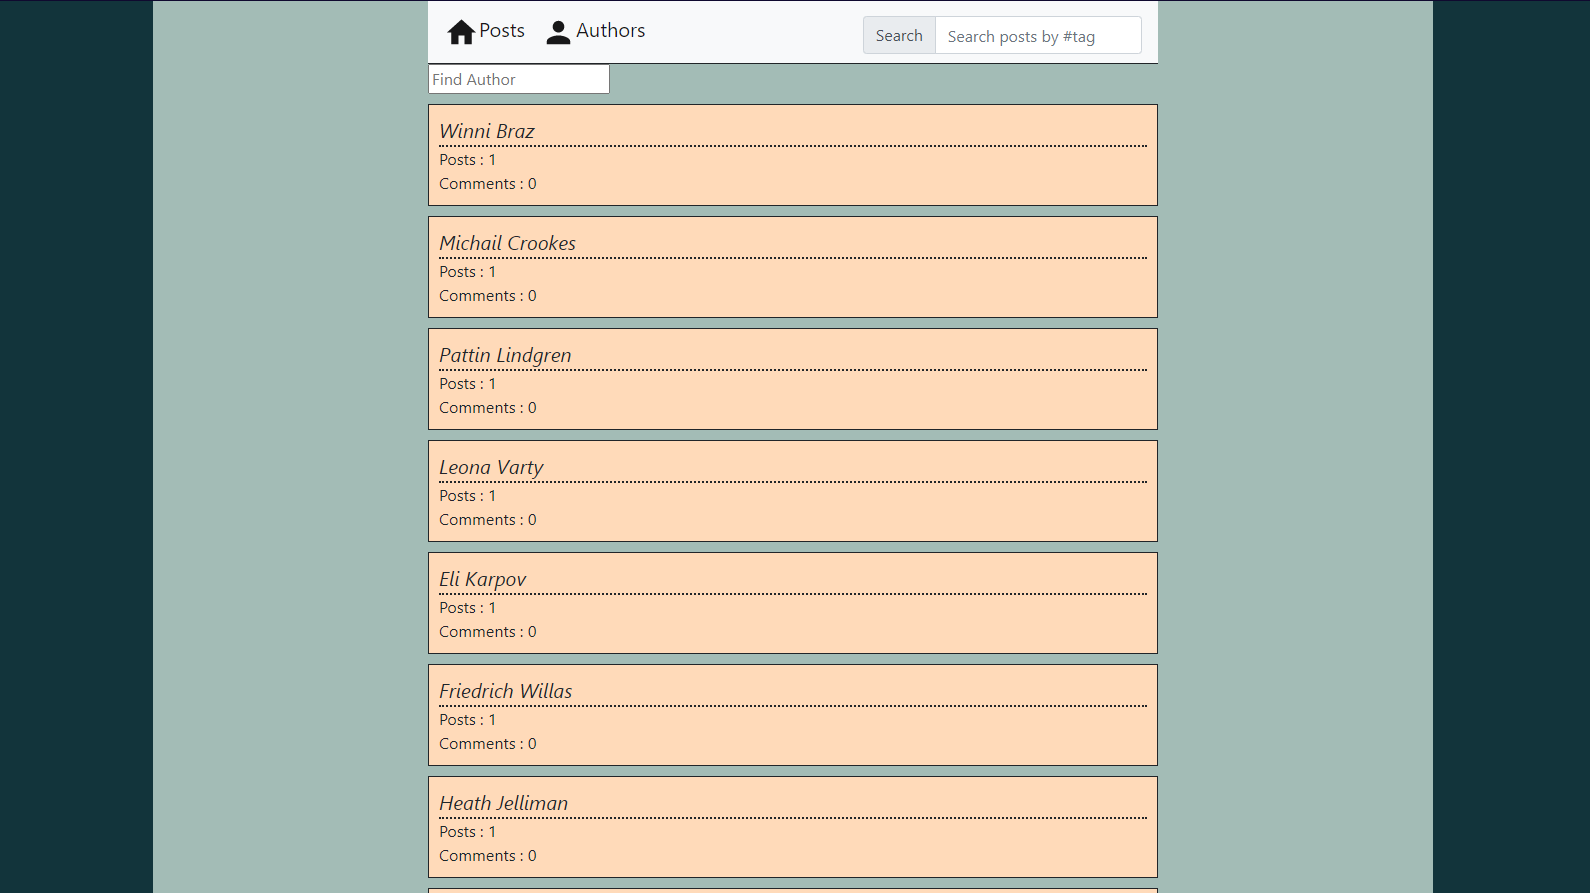 Posts Authors Search Search posts by #tag
Find Author
Winni Braz
Posts : 1
Comments : 0
Michail Crookes
Posts : 1
Comments : 0
Pattin Lindgren
Posts : 1
Comments : 0
Leona Varty
Posts : 1
Comments : 0
Eli Karpov
Posts : 1
Comments : 0
Friedrich Willas
Posts : 1
Comments : 0
Heath Jelliman
Posts : 1
Comments : 0